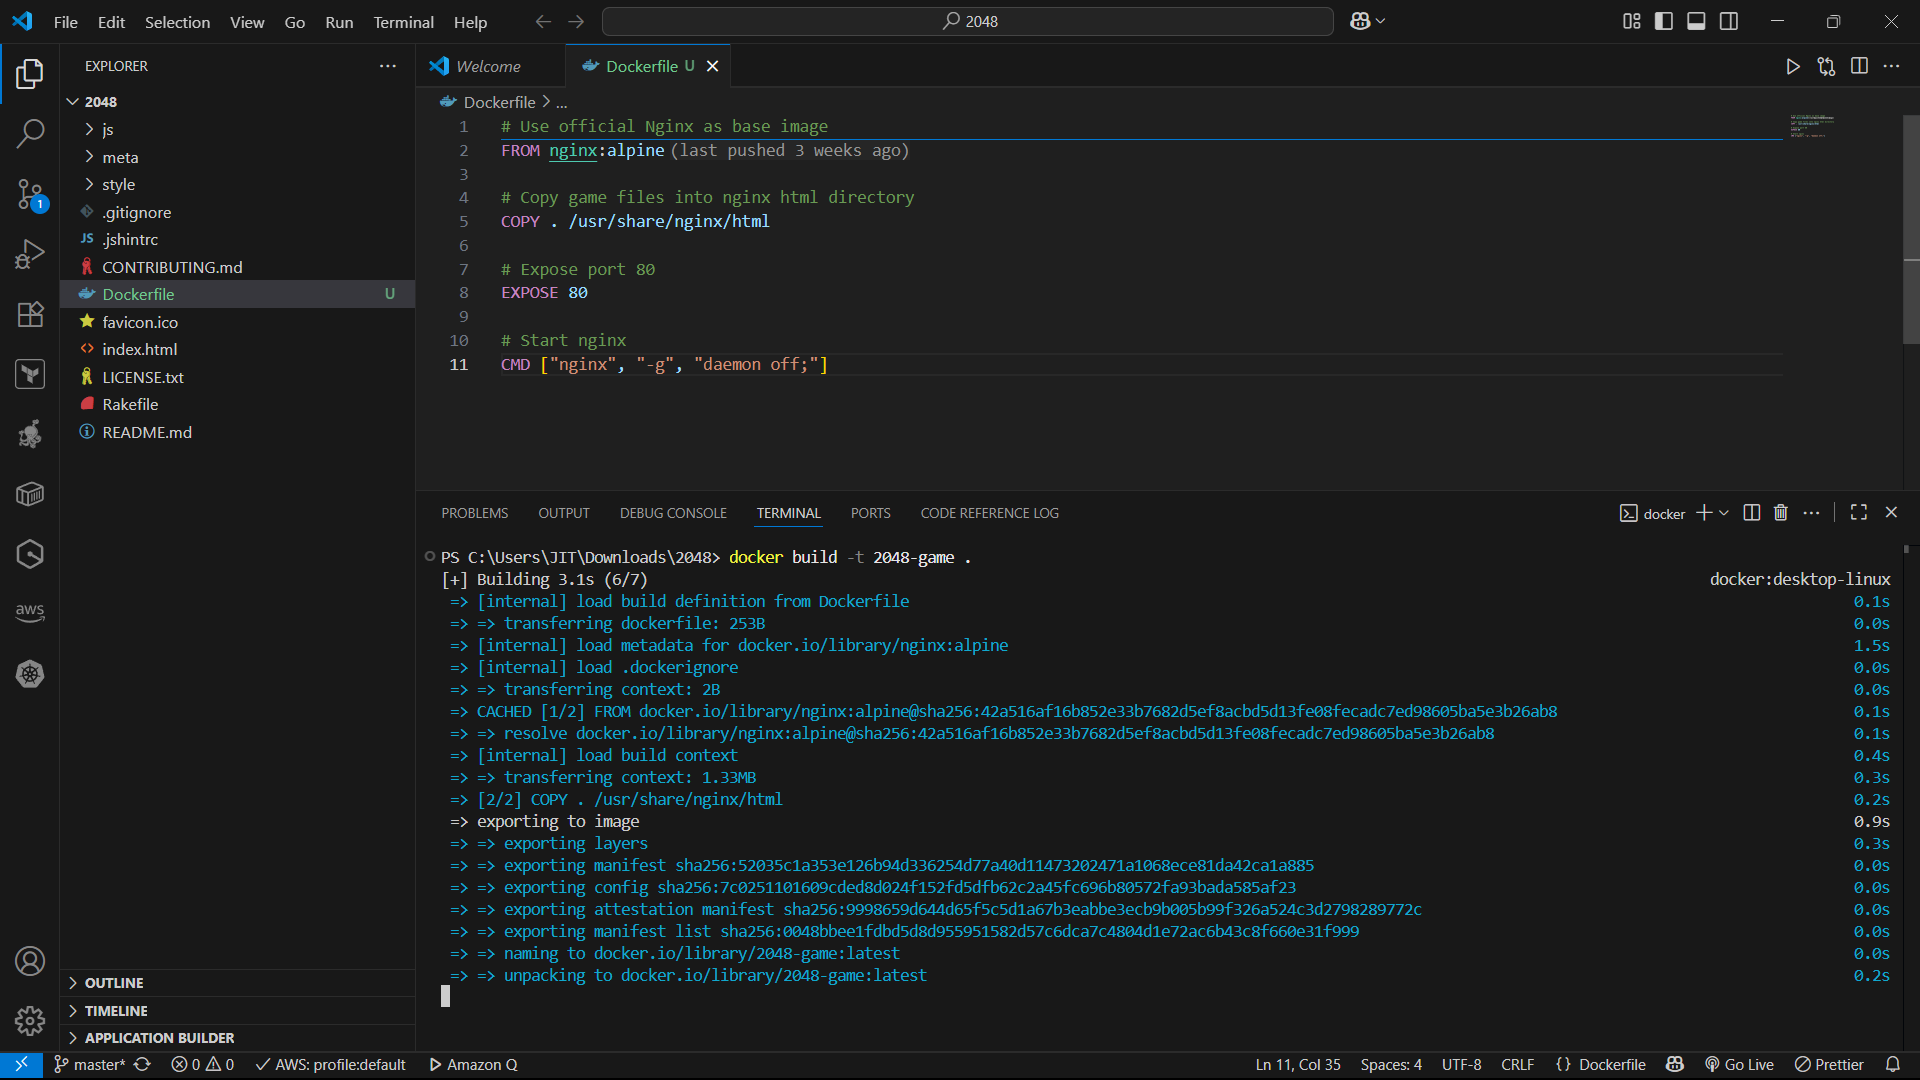 File Edit Selection View Go Run Terminal Help
2048
EXPLORER
2048
js
meta
style
.gitignore
JS .jshintrc
CONTRIBUTING.md
Dockerfile U
favicon.ico
index.html
LICENSE.txt
Rakefile
README.md
OUTLINE
TIMELINE
APPLICATION BUILDER
1
aws
Welcome
Dockerfile U
Dockerfile > ...
1 # Use official Nginx as base image
2 FROM nginx:alpine (last pushed 3 weeks ago)
3
4 # Copy game files into nginx html directory
5 COPY . /usr/share/nginx/html
6
7 # Expose port 80
8 EXPOSE 80
9
10 # Start nginx
11 CMD ["nginx", "-g", "daemon off;"]
PROBLEMS OUTPUT DEBUG CONSOLE TERMINAL PORTS CODE REFERENCE LOG
docker
PS C:\Users\JIT\Downloads\2048> docker build -t 2048-game .
[+] Building 3.1s (6/7) docker:desktop-linux
=> [internal] load build definition from Dockerfile 0.1s
=> => transferring dockerfile: 253B 0.0s
=> [internal] load metadata for docker.io/library/nginx:alpine 1.5s
=> [internal] load .dockerignore 0.0s
=> => transferring context: 2B 0.0s
=> CACHED [1/2] FROM docker.io/library/nginx:alpine@sha256:42a516af16b852e33b7682d5ef8acbd5d13fe08fecadc7ed98605ba5e3b26ab8 0.1s
=> => resolve docker.io/library/nginx:alpine@sha256:42a516af16b852e33b7682d5ef8acbd5d13fe08fecadc7ed98605ba5e3b26ab8 0.1s
=> [internal] load build context 0.4s
=> => transferring context: 1.33MB 0.3s
=> [2/2] COPY . /usr/share/nginx/html 0.2s
=> exporting to image 0.9s
=> => exporting layers 0.3s
=> => exporting manifest sha256:52035c1a353e126b94d336254d77a40d11473202471a1068ece81da42ca1a885 0.0s
=> => exporting config sha256:7c0251101609cded8d024f152fd5dfb62c2a45fc696b80572fa93bada585af23 0.0s
=> => exporting attestation manifest sha256:9998659d644d65f5c5d1a67b3eabbe3ecb9b005b99f326a524c3d2798289772c 0.0s
=> => exporting manifest list sha256:0048bbee1fdbd5d8d955951582d57c6dca7c4804d1e72ac6b43c8f660e31f999 0.0s
=> => naming to docker.io/library/2048-game:latest 0.0s
=> => unpacking to docker.io/library/2048-game:latest 0.2s
master* 0 0 AWS: profile:default Amazon Q Ln 11, Col 35 Spaces: 4 UTF-8 CRLF {} Dockerfile Go Live Prettier